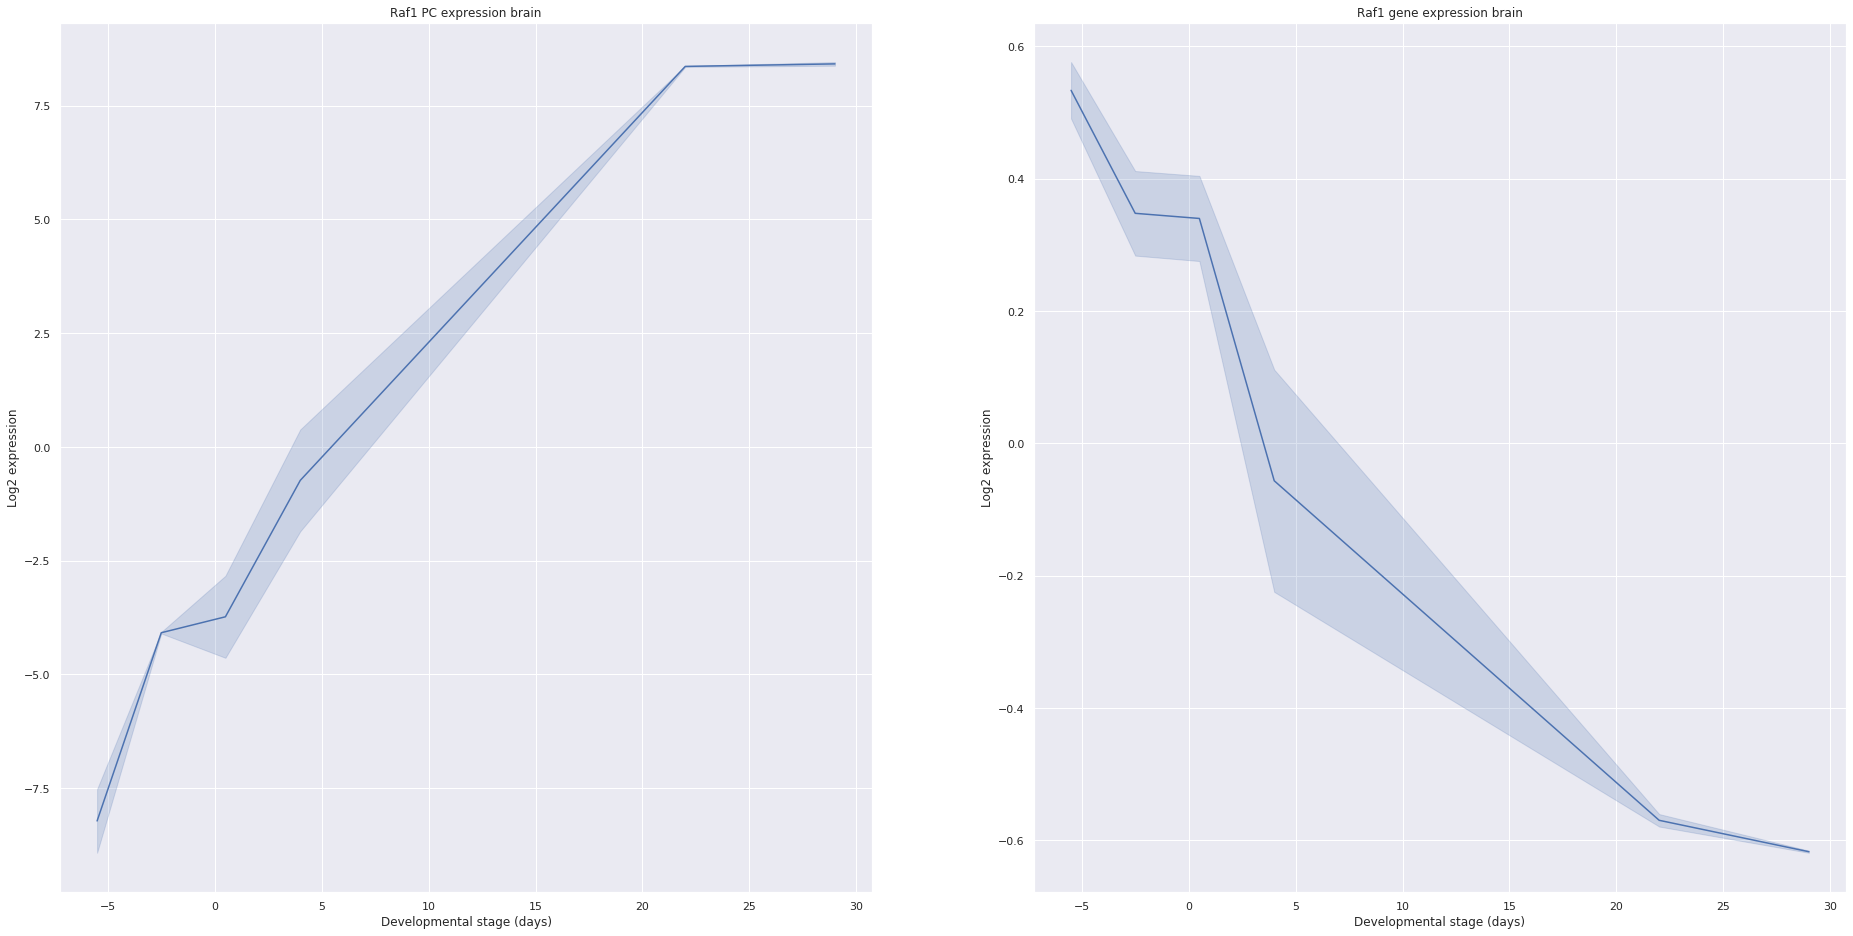 Raf1 PC expression brain
Log2 expression
7.5
5.0
2.5
0.0
−2.5
−5.0
−7.5
−5 0 5 10 15 20 25 30
Developmental stage (days)
Raf1 gene expression brain
Log2 expression
0.6
0.4
0.2
0.0
−0.2
−0.4
−0.6
−5 0 5 10 15 20 25 30
Developmental stage (days)